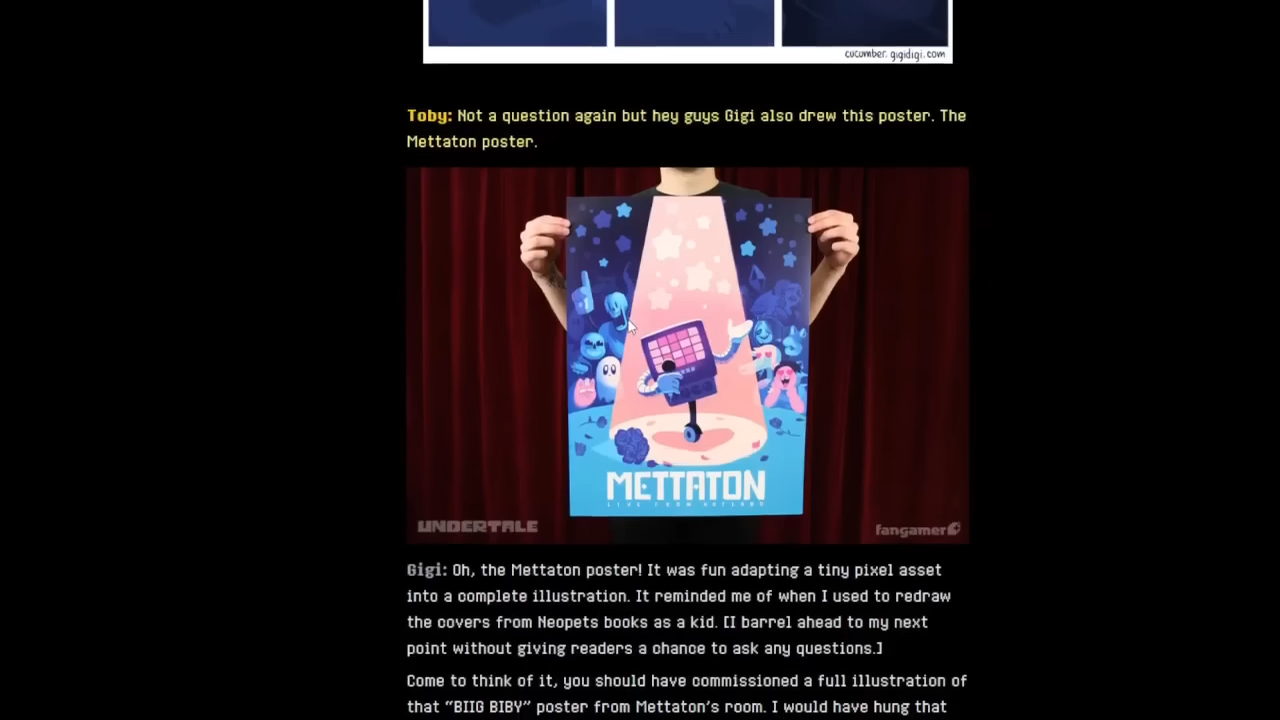 cucumber.gigidigi.com
Toby: Not a question again but hey guys Gigi also drew this poster. The
Mettaton poster.
METTATON
LIVE FROM HOTLAND
UNDERTALE
fangamer
Gigi: Oh, the Mettaton poster! It was fun adapting a tiny pixel asset
into a complete illustration. It reminded me of when I used to redraw
the covers from Neopets books as a kid. [I barrel ahead to my next
point without giving readers a chance to ask any questions.]
Come to think of it, you should have commissioned a full illustration of
that “BIIG BIBY” poster from Mettaton’s room. I would have hung that